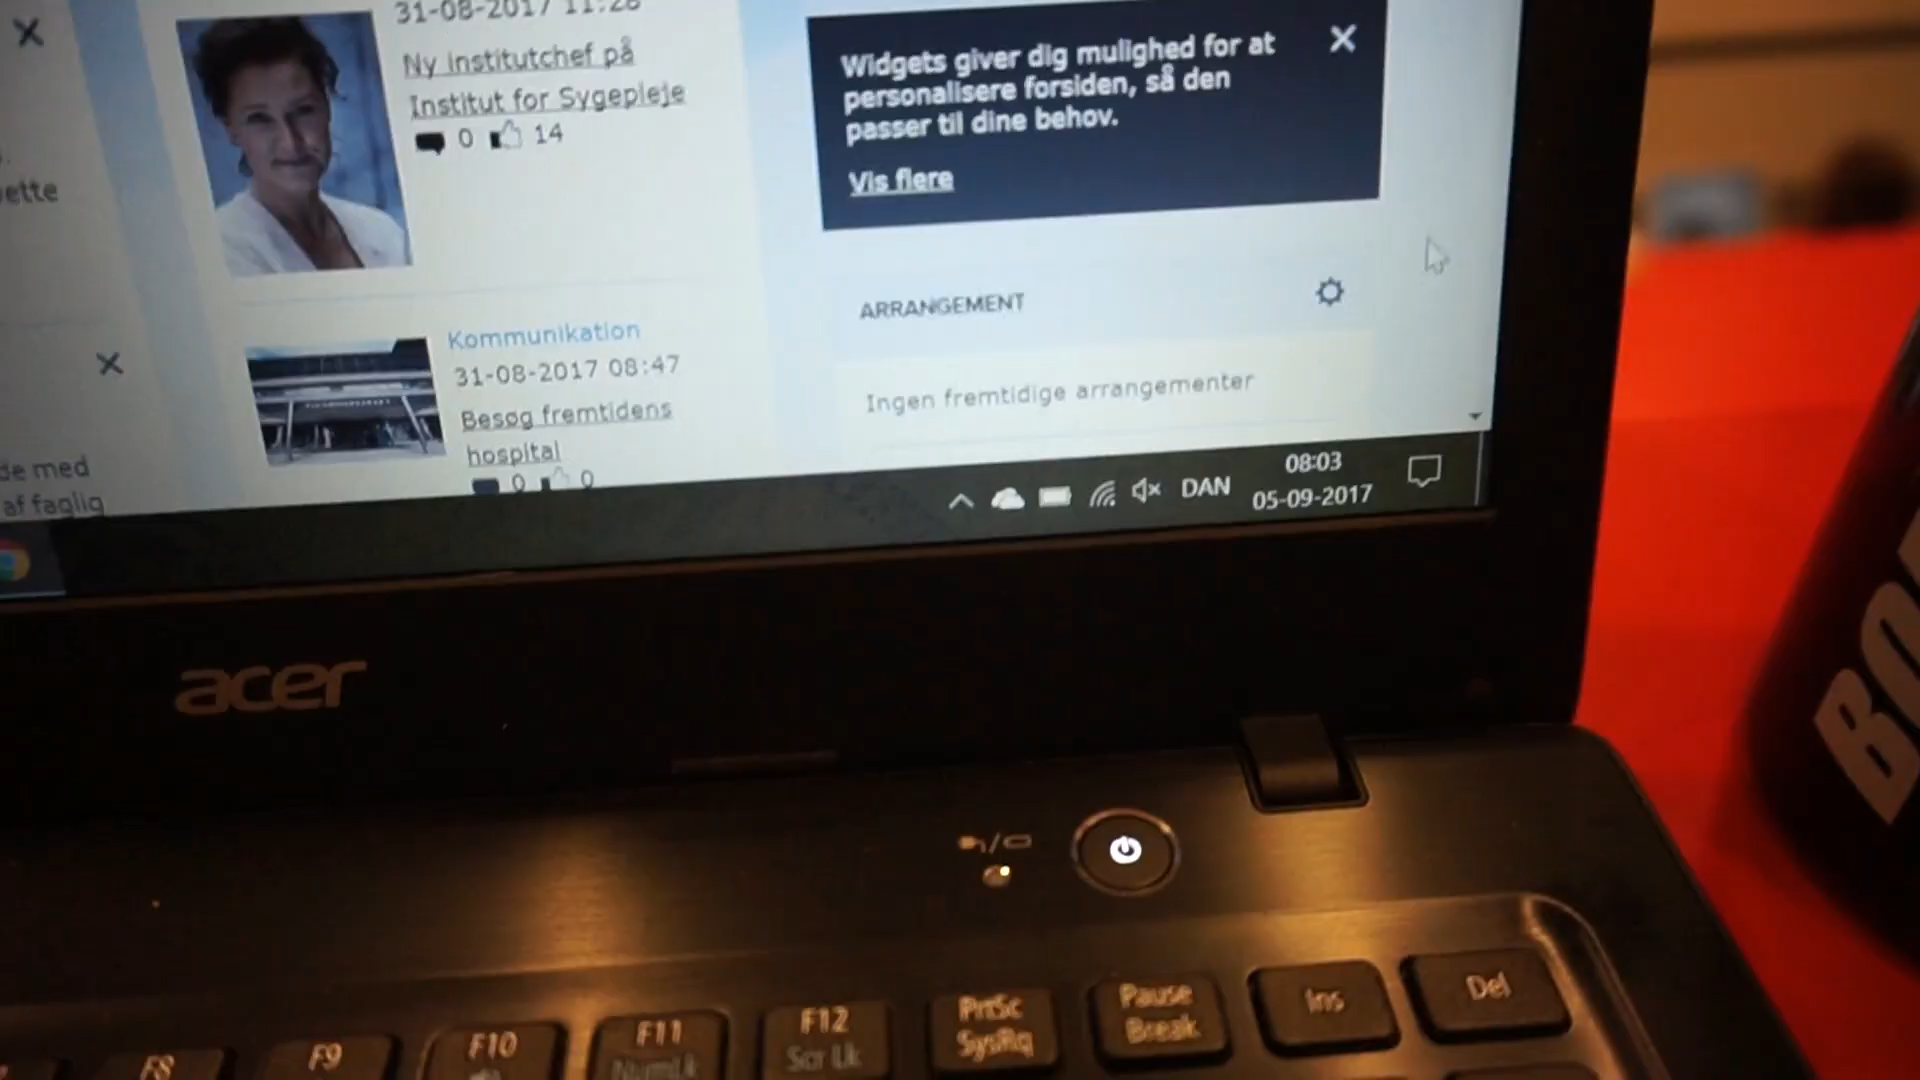 31-08-2017 11:28
Ny institutchef på
Institut for Sygepleje
0 14
Widgets giver dig mulighed for at
personalisere forsiden, så den
passer til dine behov.
Vis flere
ARRANGEMENT
Ingen fremtidige arrangementer
Kommunikation
31-08-2017 08:47
Besøg fremtidens
hospital
0 0
ette
de med
af faglig
DAN
08:03
05-09-2017
acer
F8
F9
F10
F11
NumLk
F12
Scr Lk
PrtSc
SysRq
Pause
Break
Ins
Del